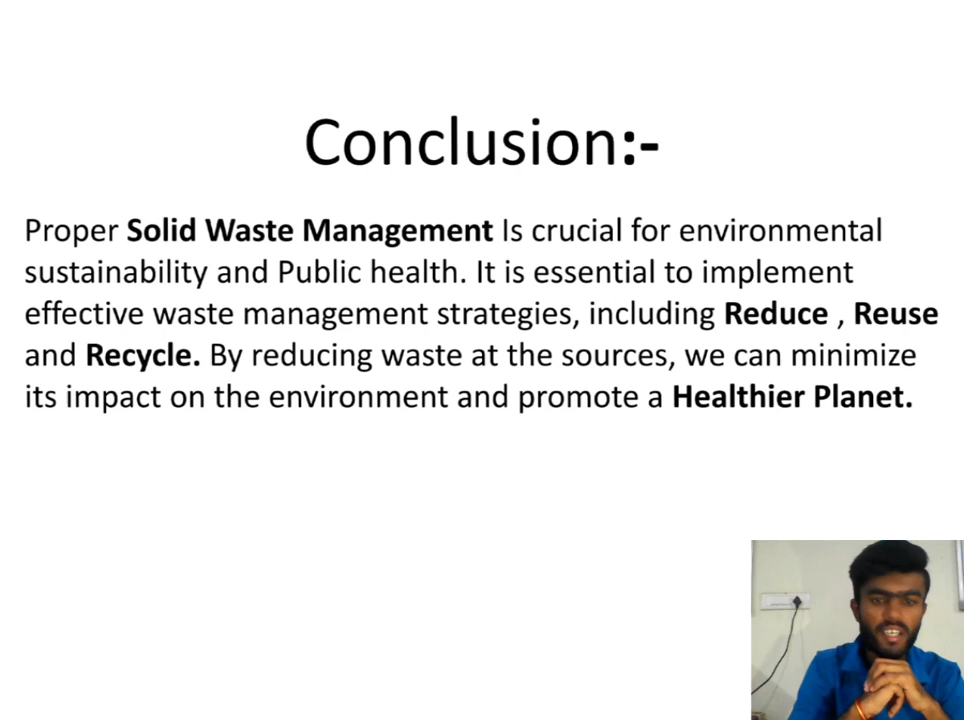 Conclusion:-
Proper Solid Waste Management Is crucial for environmental
sustainability and Public health. It is essential to implement
effective waste management strategies, including Reduce , Reuse
and Recycle. By reducing waste at the sources, we can minimize
its impact on the environment and promote a Healthier Planet.